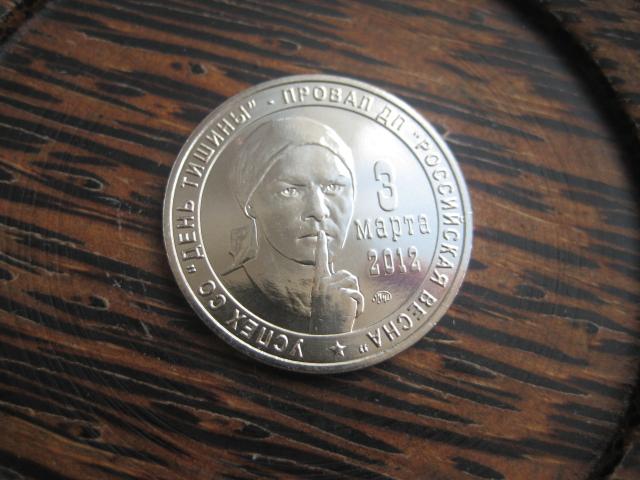 УСПЕХ СО "ДЕНЬ ТИШИНЫ" - ПРОВАЛ ДП "РОССИЙСКАЯ ВЕСНА"
3
марта
2012